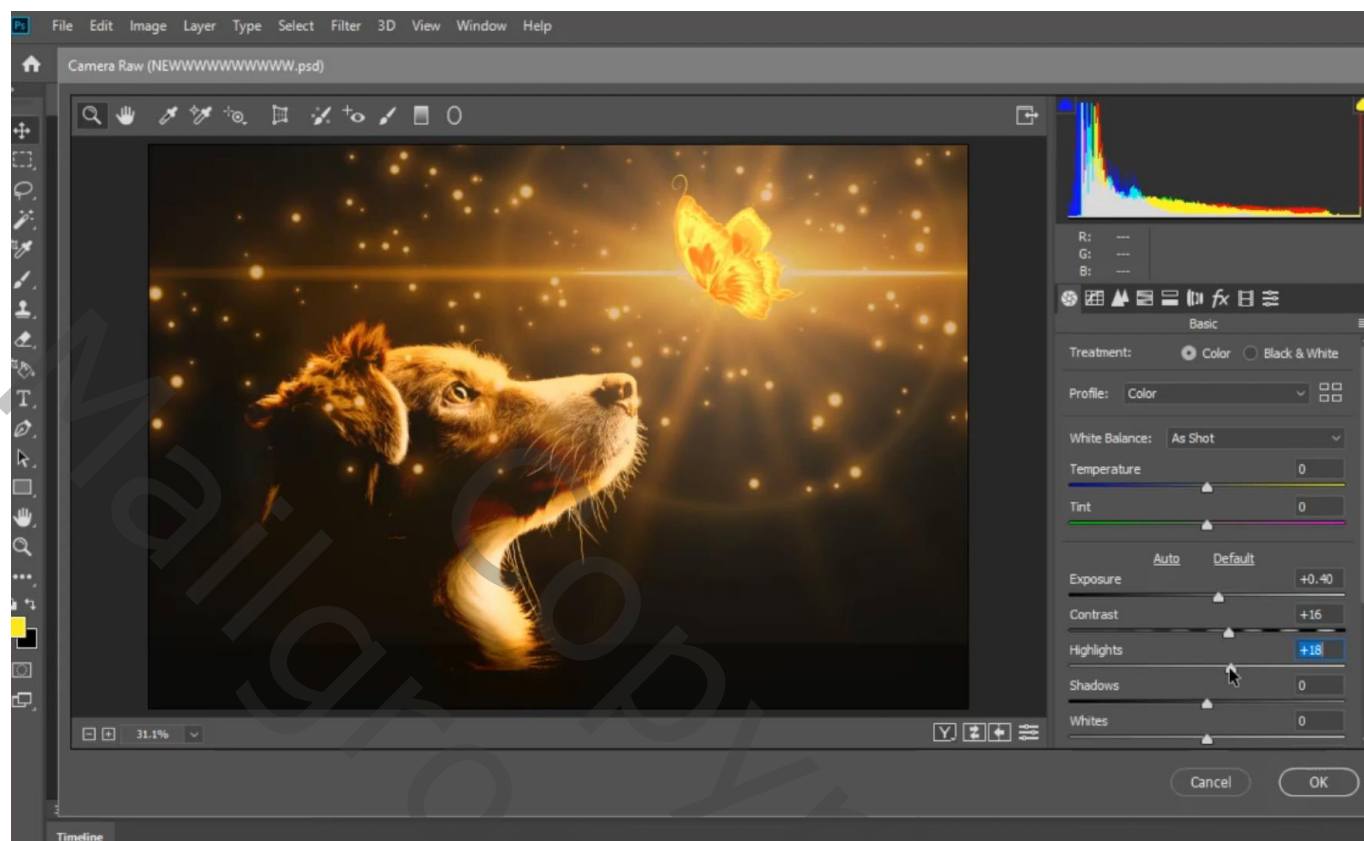 Ps File Edit Image Layer Type Select Filter 3D View Window Help
Camera Raw (NEWWWWWWWWWW.psd)
R: ---
G: ---
B: ---
fx
Basic
Treatment: Color Black & White
Profile: Color
White Balance: As Shot
Temperature 0
Tint 0
Auto Default
Exposure +0.40
Contrast +16
Highlights +18
Shadows 0
Whites 0
31.1% Y
Cancel OK
Timeline